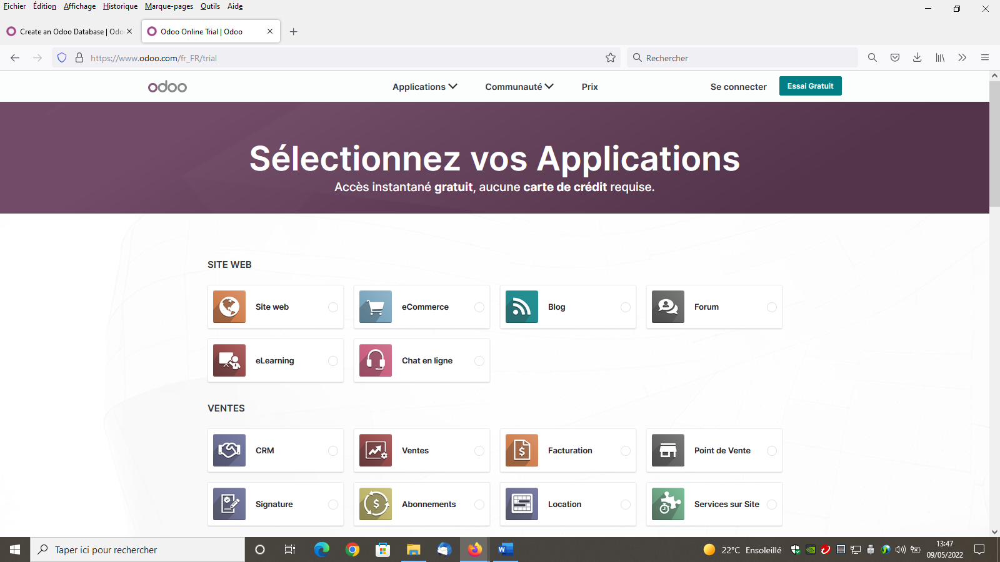 Fichier Édition Affichage Historique Marque-pages Outils Aide
Create an Odoo Database | Odo
Odoo Online Trial | Odoo
https://www.odoo.com/fr_FR/trial
Rechercher
odoo
Applications
Communauté
Prix
Se connecter
Essai Gratuit
Sélectionnez vos Applications
Accès instantané gratuit, aucune carte de crédit requise.
SITE WEB
Site web
eCommerce
Blog
Forum
eLearning
Chat en ligne
VENTES
CRM
Ventes
Facturation
Point de Vente
Signature
Abonnements
Location
Services sur Site
Taper ici pour rechercher
22°C Ensoleillé
13:47
09/05/2022